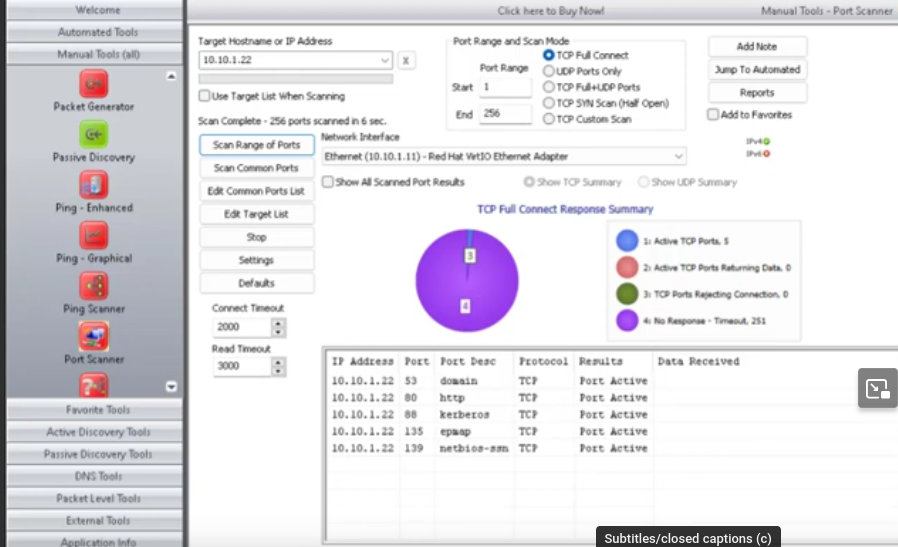 Welcome
Automated Tools
Manual Tools (all)
Packet Generator
Passive Discovery
Ping - Enhanced
Ping - Graphical
Ping Scanner
Port Scanner
Favorite Tools
Active Discovery Tools
Passive Discovery Tools
DNS Tools
Packet Level Tools
External Tools
Application Info
Click here to Buy Now!
Manual Tools - Port Scanner
Target Hostname or IP Address
10.10.1.22
x
Use Target List When Scanning
Scan Complete - 256 ports scanned in 6 sec.
Port Range and Scan Mode
Port Range
Start 1
End 256
TCP Full Connect
UDP Ports Only
TCP Full+UDP Ports
TCP SYN Scan (Half Open)
TCP Custom Scan
Add Note
Jump To Automated
Reports
Add to Favorites
IPv4
IPv6
Scan Range of Ports
Scan Common Ports
Edit Common Ports List
Edit Target List
Stop
Settings
Defaults
Connect Timeout
2000
Read Timeout
3000
Network Interface
Ethernet (10.10.1.11) - Red Hat VirtIO Ethernet Adapter
Show All Scanned Port Results
Show TCP Summary
Show UDP Summary
TCP Full Connect Response Summary
3
4
1: Active TCP Ports, 5
2: Active TCP Ports Returning Data, 0
3: TCP Ports Rejecting Connection, 0
4: No Response - Timeout, 251
IP Address Port Port Desc Protocol Results Data Received
10.10.1.22 53 domain TCP Port Active
10.10.1.22 80 http TCP Port Active
10.10.1.22 88 kerberos TCP Port Active
10.10.1.22 135 epmap TCP Port Active
10.10.1.22 139 netbios-ssn TCP Port Active
Subtitles/closed captions (c)